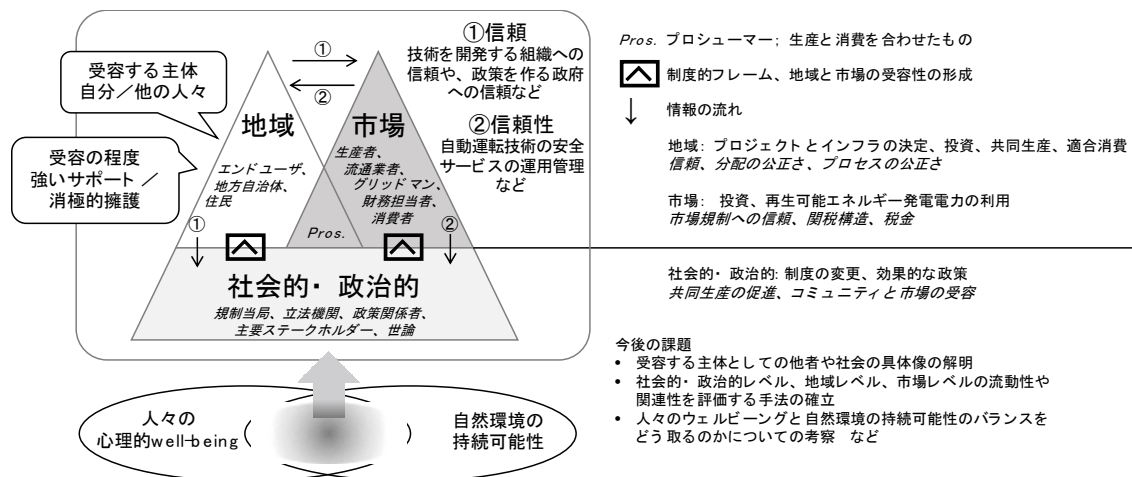 受容する主体
自分／他の人々
受容の程度
強いサポート／
消極的擁護
①
②
地域
エンドユーザ、
地方自治体、
住民
市場
生産者、
流通業者、
グリッドマン、
財務担当者、
消費者
Pros.
①
②
社会的・政治的
規制当局、立法機関、政策関係者、
主要ステークホルダー、世論
①信頼
技術を開発する組織への
信頼や、政策を作る政府
への信頼など
②信頼性
自動運転技術の安全
サービスの運用管理
など
人々の
心理的well-being
自然環境の
持続可能性
Pros. プロシューマー; 生産と消費を合わせたもの
制度的フレーム、地域と市場の受容性の形成
情報の流れ
地域: プロジェクトとインフラの決定、投資、共同生産、適合消費
信頼、分配の公正さ、プロセスの公正さ
市場: 投資、再生可能エネルギー発電電力の利用
市場規制への信頼、関税構造、税金
社会的・政治的: 制度の変更、効果的な政策
共同生産の促進、コミュニティと市場の受容
今後の課題
• 受容する主体としての他者や社会の具体像の解明
• 社会的・政治的レベル、地域レベル、市場レベルの流動性や
関連性を評価する手法の確立
• 人々のウェルビーングと自然環境の持続可能性のバランスを
どう取るのかについての考察 など